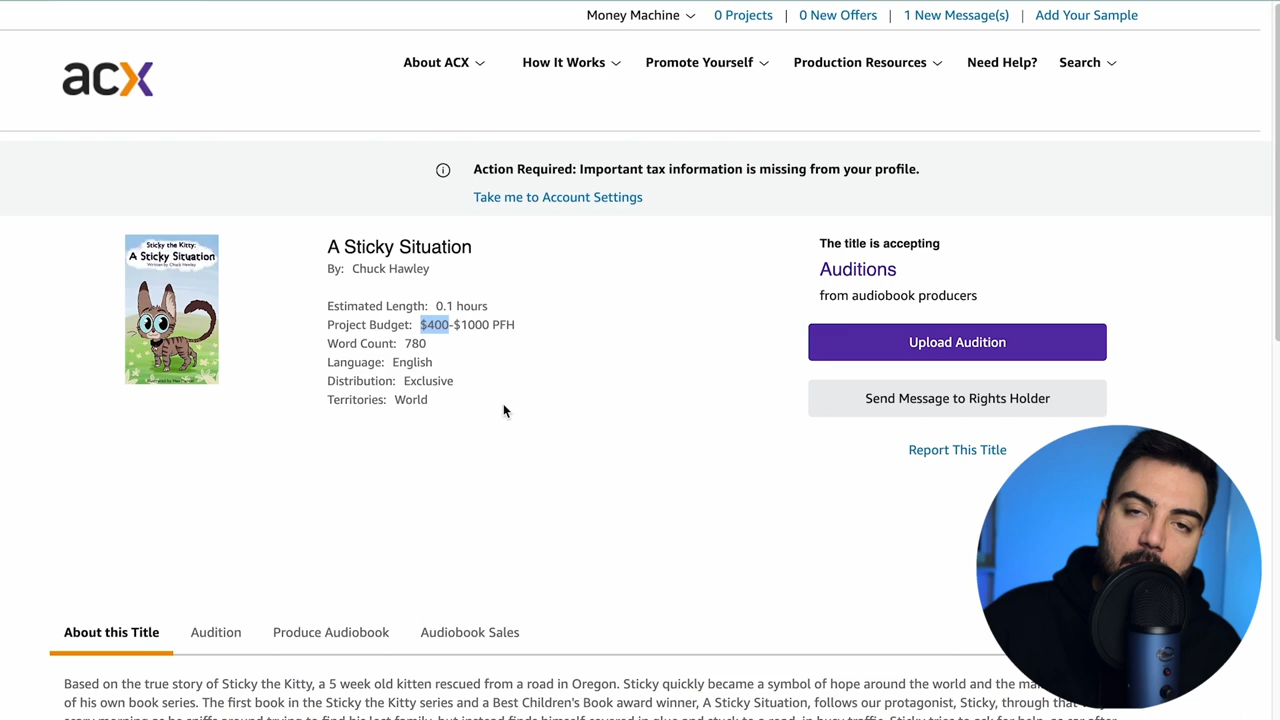 Money Machine
0 Projects | 0 New Offers | 1 New Message(s) | Add Your Sample
acx
About ACX
How It Works
Promote Yourself
Production Resources
Need Help?
Search
Action Required: Important tax information is missing from your profile.
Take me to Account Settings
Sticky the Kitty:
A Sticky Situation
Written by Chuck Hawley
A Sticky Situation
By: Chuck Hawley
Estimated Length: 0.1 hours
Project Budget: $400-$1000 PFH
Word Count: 780
Language: English
Distribution: Exclusive
Territories: World
The title is accepting
Auditions
from audiobook producers
Upload Audition
Send Message to Rights Holder
Report This Title
About this Title
Audition
Produce Audiobook
Audiobook Sales
Based on the true story of Sticky the Kitty, a 5 week old kitten rescued from a road in Oregon. Sticky quickly became a symbol of hope around the world and the
of his own book series. The first book in the Sticky the Kitty series and a Best Children's Book award winner, A Sticky Situation, follows our protagonist, Sticky, through that